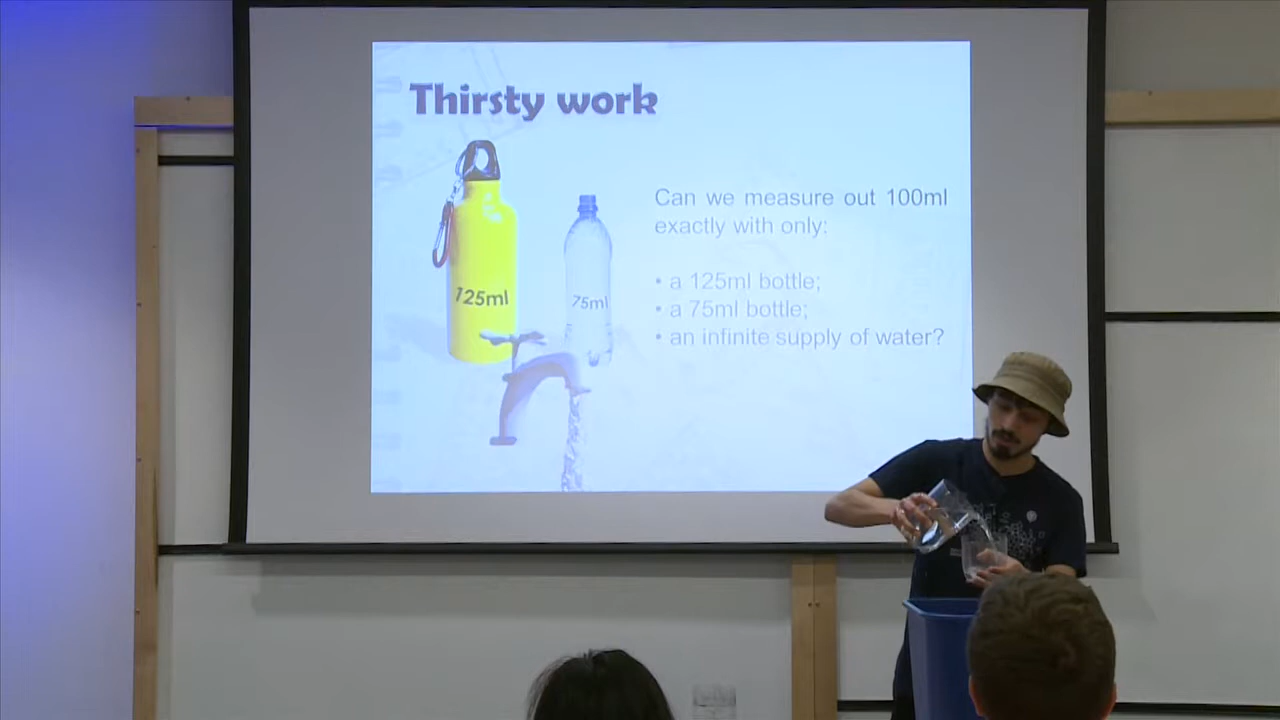 Thirsty work
125ml
75ml
Can we measure out 100ml
exactly with only:
• a 125ml bottle;
• a 75ml bottle;
• an infinite supply of water?